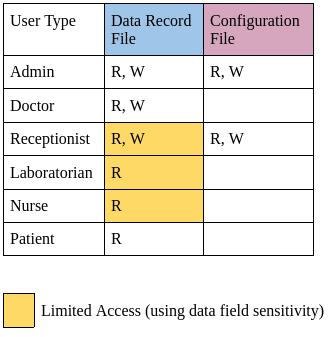 User Type Data Record File Configuration File
Admin R, W R, W
Doctor R, W
Receptionist R, W R, W
Laboratorian R
Nurse R
Patient R
Limited Access (using data field sensitivity)